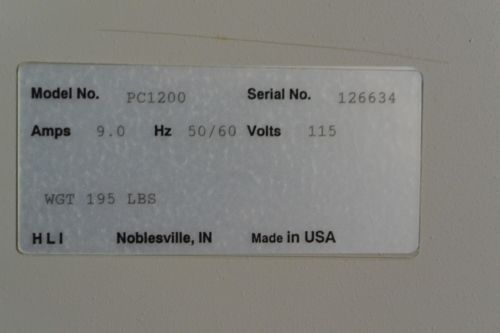 Model No. PC1200 Serial No. 126634
Amps 9.0 Hz 50/60 Volts 115
WGT 195 LBS
HLI Noblesville, IN Made in USA